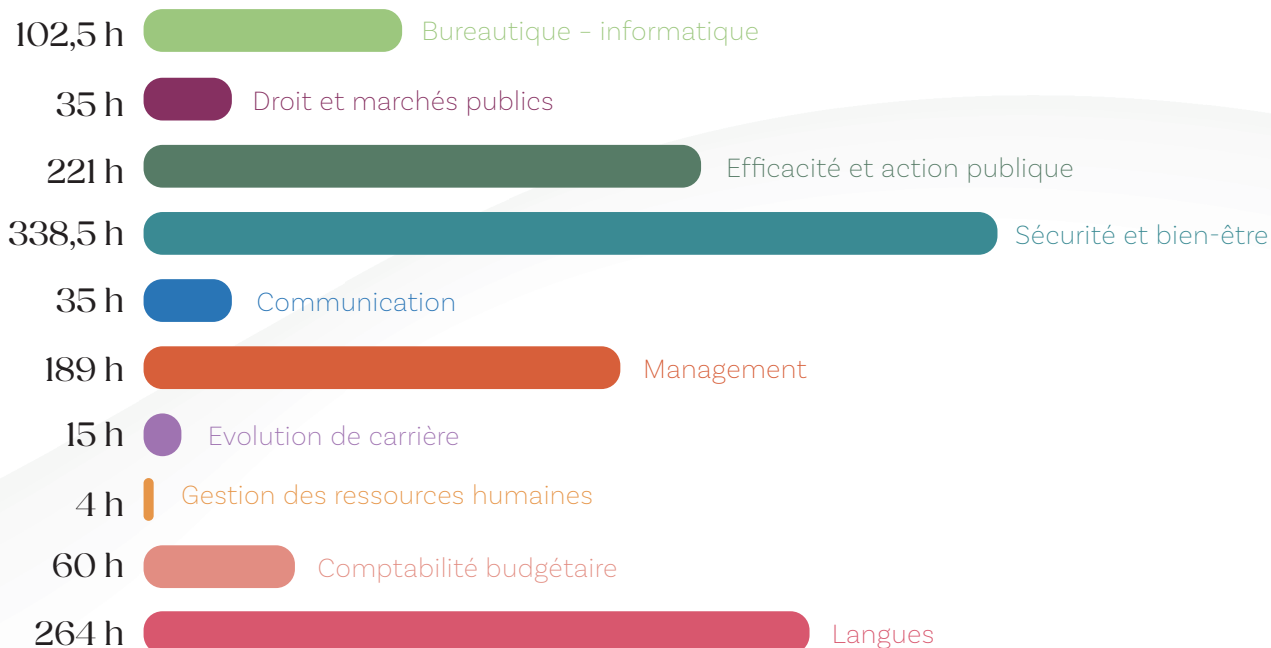 102,5 h Bureautique – informatique
35 h Droit et marchés publics
221 h Efficacité et action publique
338,5 h Sécurité et bien-être
35 h Communication
189 h Management
15 h Evolution de carrière
4 h Gestion des ressources humaines
60 h Comptabilité budgétaire
264 h Langues